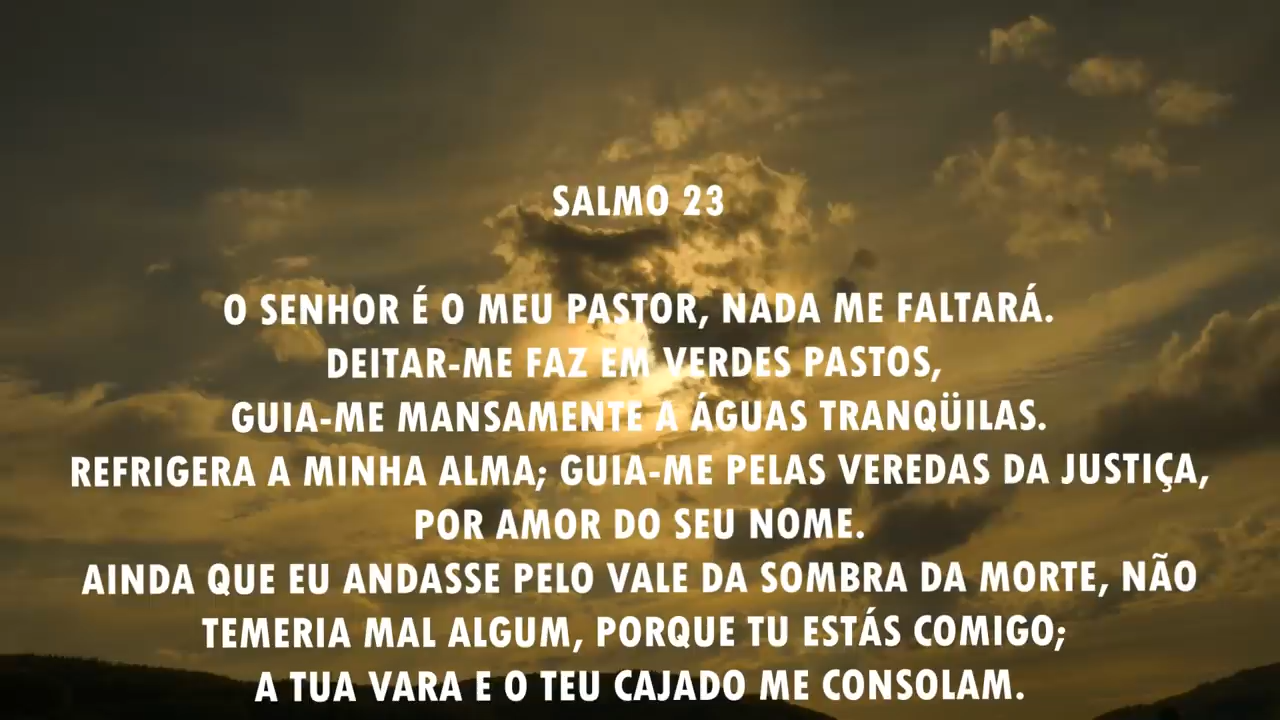 SALMO 23
O SENHOR É O MEU PASTOR, NADA ME FALTARÁ.
DEITAR-ME FAZ EM VERDES PASTOS,
GUIA-ME MANSAMENTE A ÁGUAS TRANQÜILAS.
REFRIGERA A MINHA ALMA; GUIA-ME PELAS VEREDAS DA JUSTIÇA,
POR AMOR DO SEU NOME.
AINDA QUE EU ANDASSE PELO VALE DA SOMBRA DA MORTE, NÃO
TEMERIA MAL ALGUM, PORQUE TU ESTÁS COMIGO;
A TUA VARA E O TEU CAJADO ME CONSOLAM.